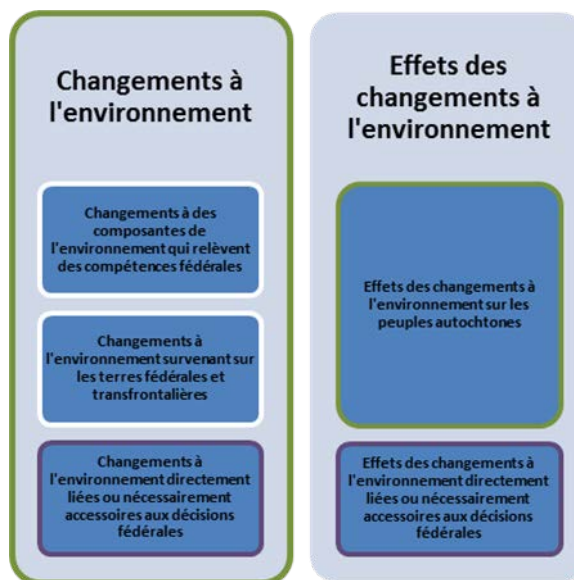 Changements à
l'environnement
Changements à des
composantes de
l'environnement qui relèvent
des compétences fédérales
Changements à
l'environnement survenant sur
les terres fédérales et
transfrontalières
Changements à
l'environnement directement
liées ou nécessairement
accessoires aux décisions
fédérales
Effets des
changements à
l'environnement
Effets des changements à
l'environnement sur les
peuples autochtones
Effets des changements à
l'environnement directement
liées ou nécessairement
accessoires aux décisions
fédérales